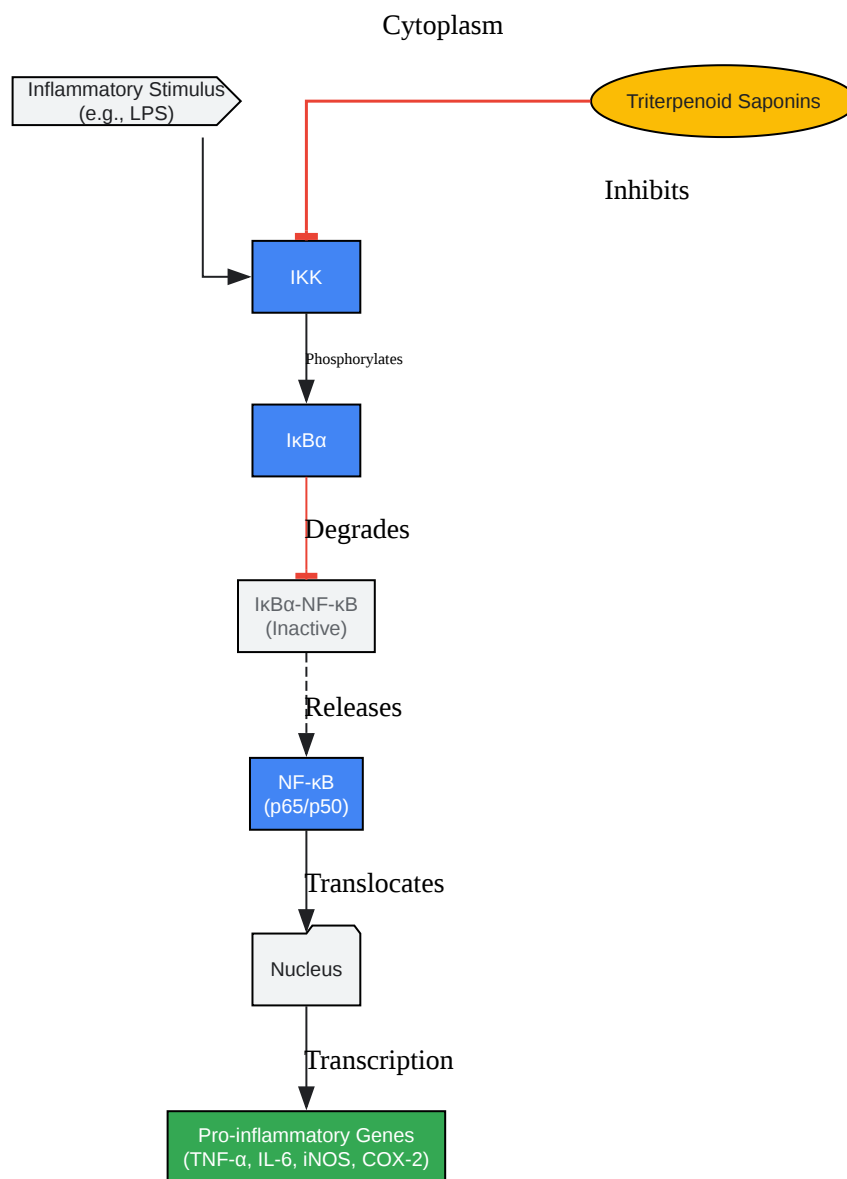 Cytoplasm
Inflammatory Stimulus
(e.g., LPS)
Triterpenoid Saponins
Inhibits
IKK
Phosphorylates
IκBα
Degrades
IκBα-NF-κB
(Inactive)
Releases
NF-κB
(p65/p50)
Translocates
Nucleus
Transcription
Pro-inflammatory Genes
(TNF-α, IL-6, iNOS, COX-2)